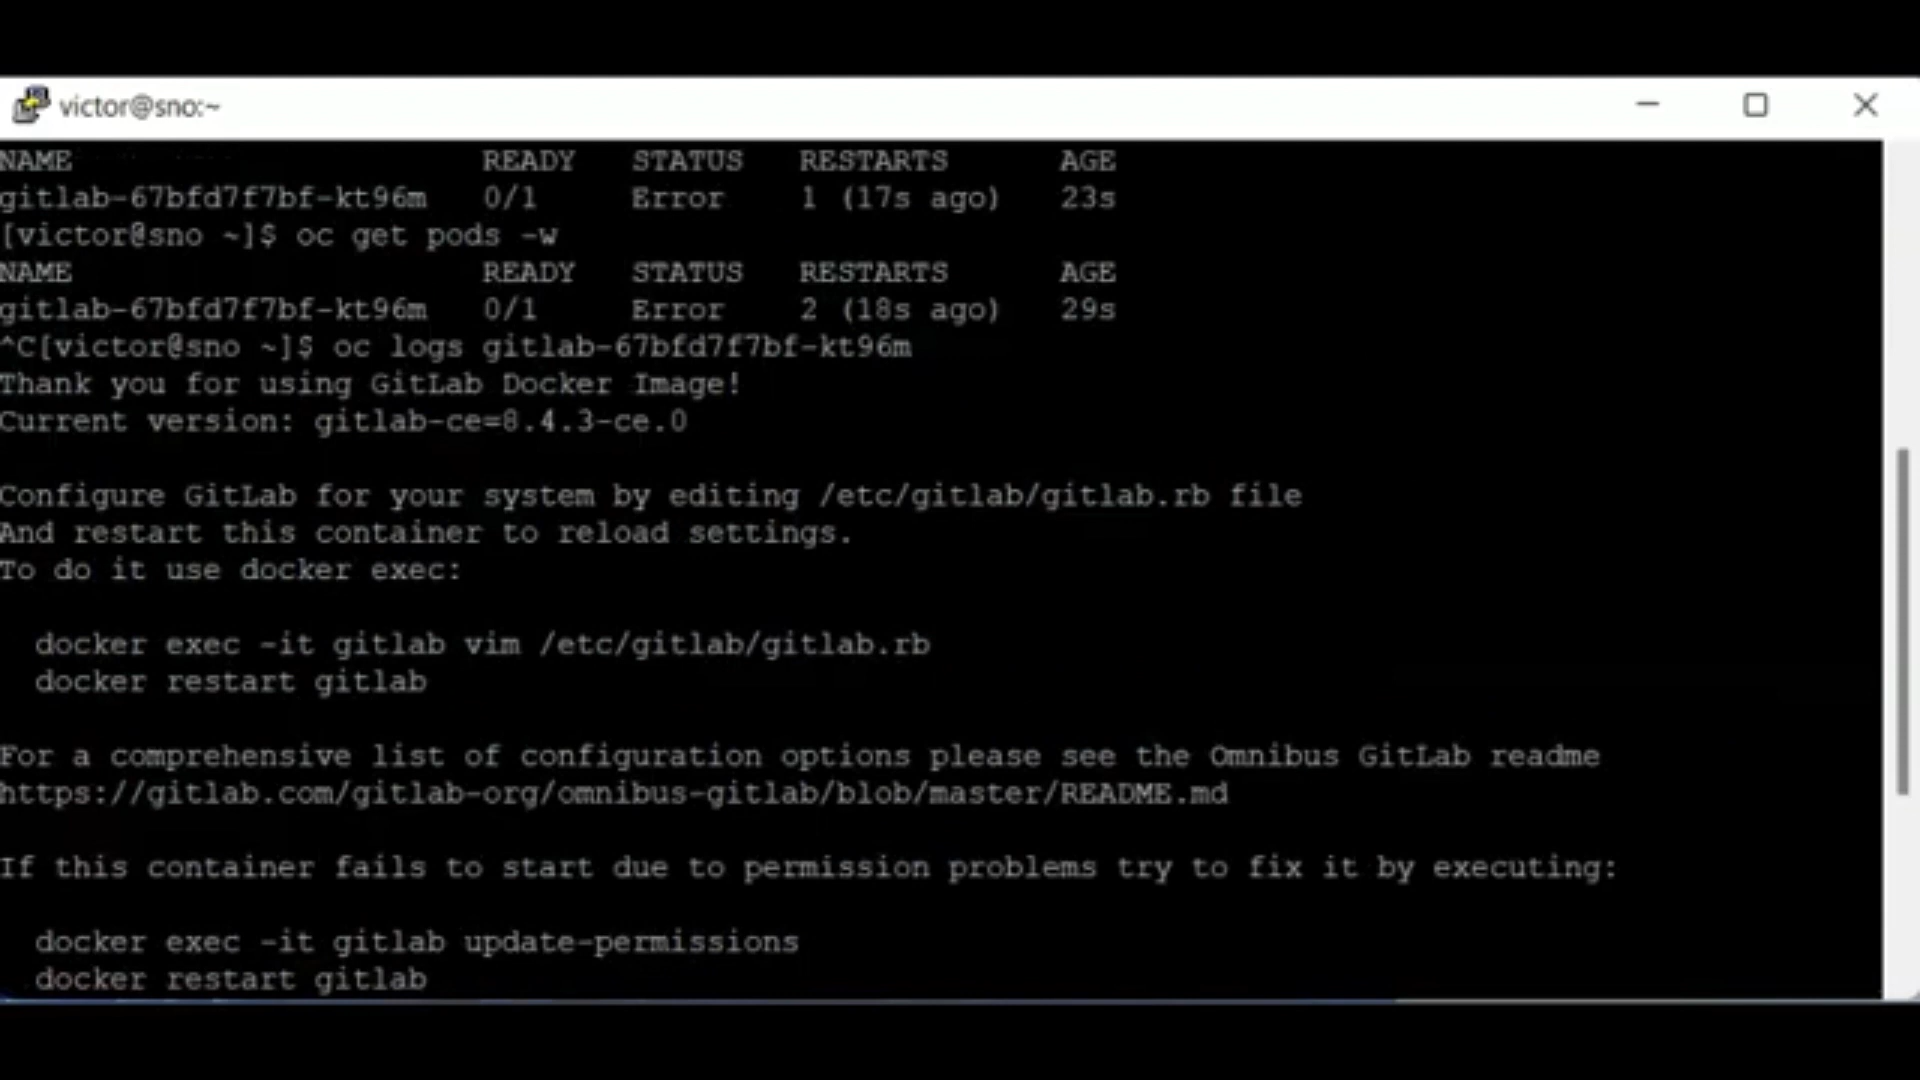 victor@sno:~
NAME READY STATUS RESTARTS AGE
gitlab-67bfd7f7bf-kt96m 0/1 Error 1 (17s ago) 23s
[victor@sno ~]$ oc get pods -w
NAME READY STATUS RESTARTS AGE
gitlab-67bfd7f7bf-kt96m 0/1 Error 2 (18s ago) 29s
^C[victor@sno ~]$ oc logs gitlab-67bfd7f7bf-kt96m
Thank you for using GitLab Docker Image!
Current version: gitlab-ce=8.4.3-ce.0
Configure GitLab for your system by editing /etc/gitlab/gitlab.rb file
And restart this container to reload settings.
To do it use docker exec:
docker exec -it gitlab vim /etc/gitlab/gitlab.rb
docker restart gitlab
For a comprehensive list of configuration options please see the Omnibus GitLab readme
https://gitlab.com/gitlab-org/omnibus-gitlab/blob/master/README.md
If this container fails to start due to permission problems try to fix it by executing:
docker exec -it gitlab update-permissions
docker restart gitlab